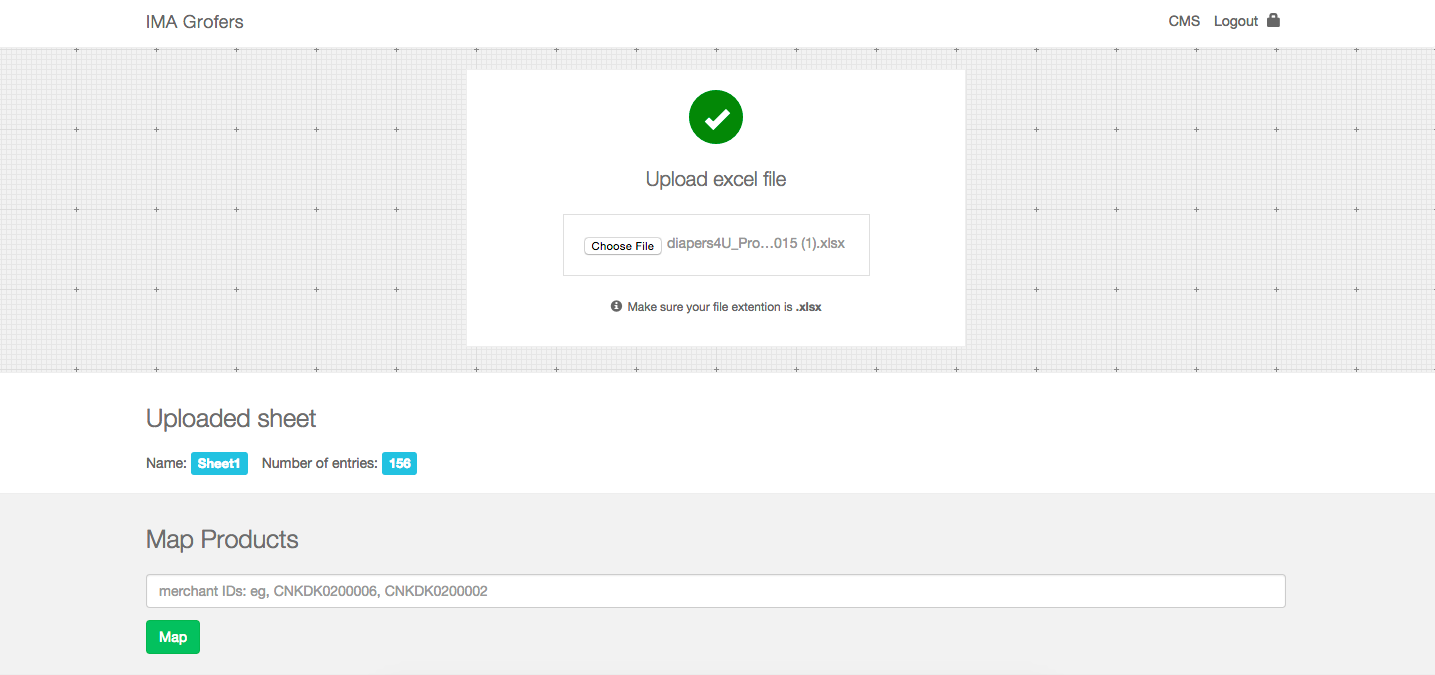 IMA Grofers
CMS Logout
Upload excel file
Choose File diapers4U_Pro...015 (1).xlsx
Make sure your file extention is .xlsx
Uploaded sheet
Name: Sheet1 Number of entries: 156
Map Products
merchant IDs: eg, CNKDK0200006, CNKDK0200002
Map